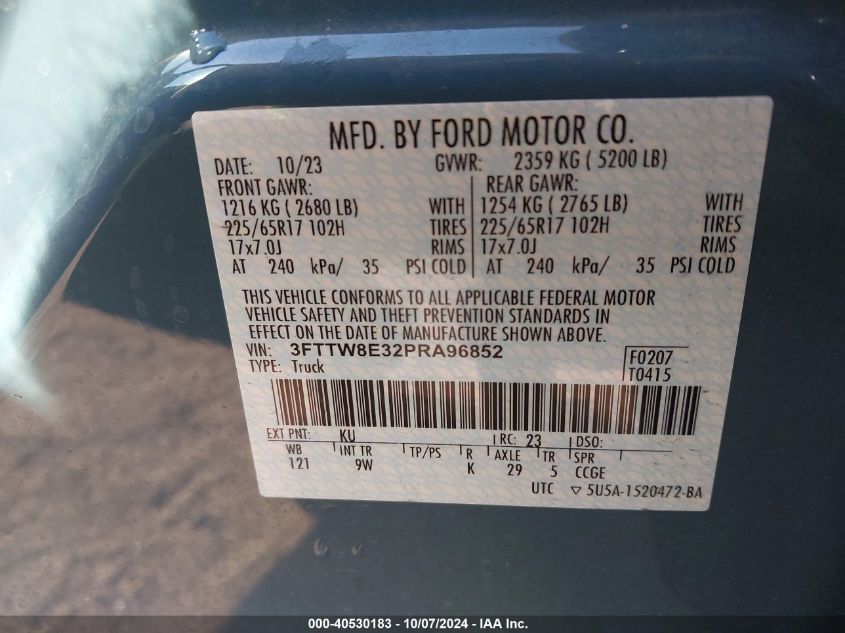 MFD. BY FORD MOTOR CO.
DATE: 10/23 GVWR: 2359 KG ( 5200 LB)
FRONT GAWR: REAR GAWR:
1216 KG ( 2680 LB) WITH 1254 KG ( 2765 LB) WITH
225/65R17 102H TIRES 225/65R17 102H TIRES
17x7.0J RIMS 17x7.0J RIMS
AT 240 kPa/ 35 PSI COLD AT 240 kPa/ 35 PSI COLD
THIS VEHICLE CONFORMS TO ALL APPLICABLE FEDERAL MOTOR
VEHICLE SAFETY AND THEFT PREVENTION STANDARDS IN
EFFECT ON THE DATE OF MANUFACTURE SHOWN ABOVE.
VIN: 3FTTW8E32PRA96852 F0207
TYPE: Truck T0415
EXT PNT: KU RC: 23 DSO:
WB INT TR TP/PS R AXLE TR SPR
121 9W K 29 5 CCGE
UTC ▽ 5U5A-1520472-BA
000-40530183 - 10/07/2024 - IAA Inc.